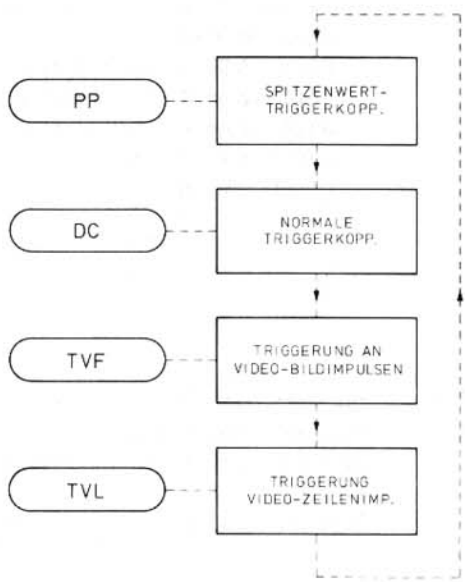 PP
SPITZENWERT-
TRIGGERKOPP.
DC
NORMALE
TRIGGERKOPP.
TVF
TRIGGERUNG AN
VIDEO-BILDIMPULSEN
TVL
TRIGGERUNG
VIDEO-ZEILENIMP.